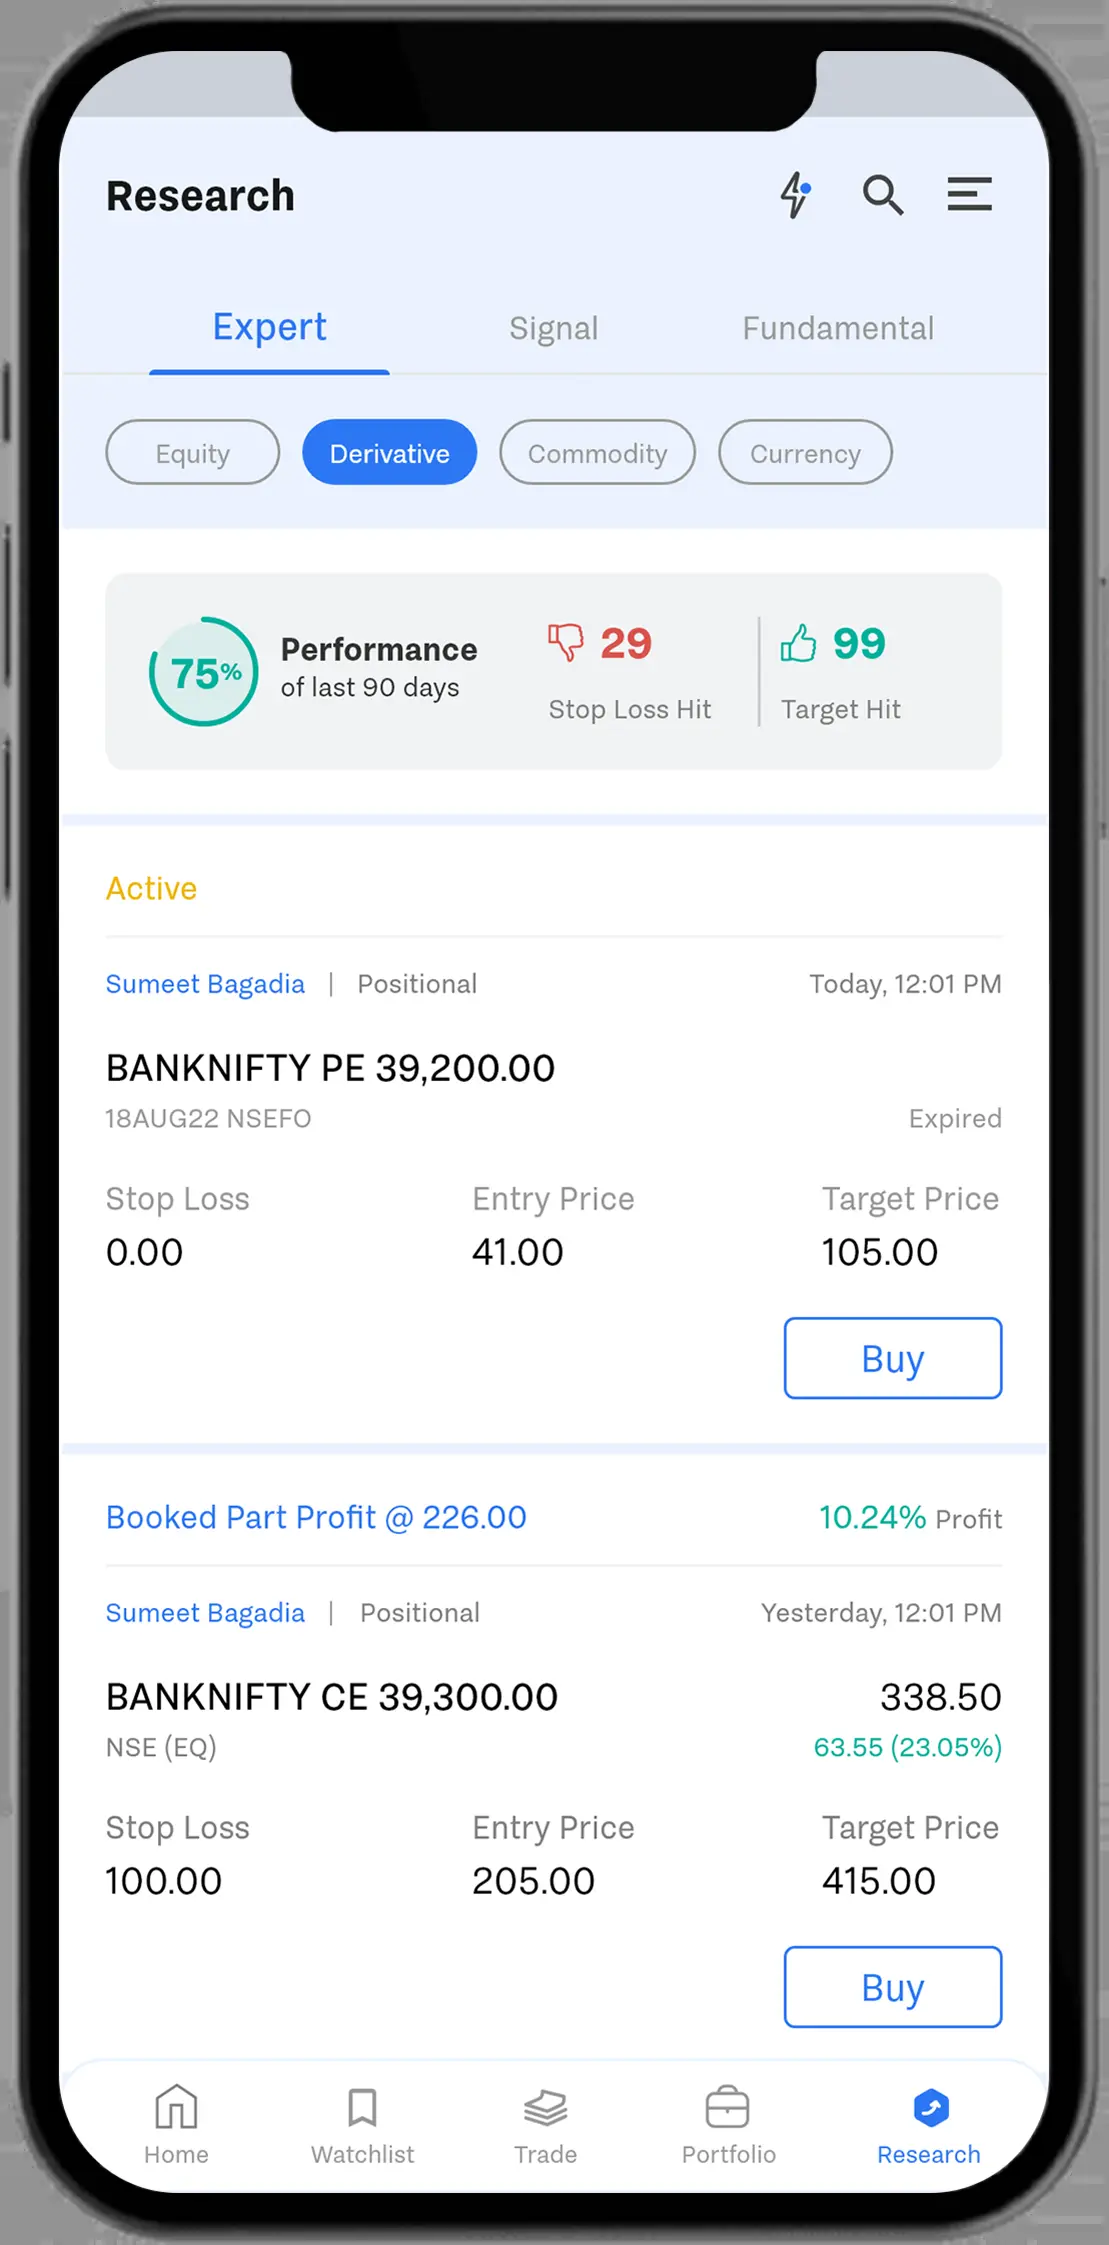 Research
Expert Signal Fundamental
Equity Derivative Commodity Currency
75% Performance of last 90 days
29 Stop Loss Hit
99 Target Hit
Active
Sumeet Bagadia | Positional Today, 12:01 PM
BANKNIFTY PE 39,200.00
18AUG22 NSEFO Expired
Stop Loss Entry Price Target Price
0.00 41.00 105.00
Buy
Booked Part Profit @ 226.00 10.24% Profit
Sumeet Bagadia | Positional Yesterday, 12:01 PM
BANKNIFTY CE 39,300.00 338.50
NSE (EQ) 63.55 (23.05%)
Stop Loss Entry Price Target Price
100.00 205.00 415.00
Buy
Home Watchlist Trade Portfolio Research